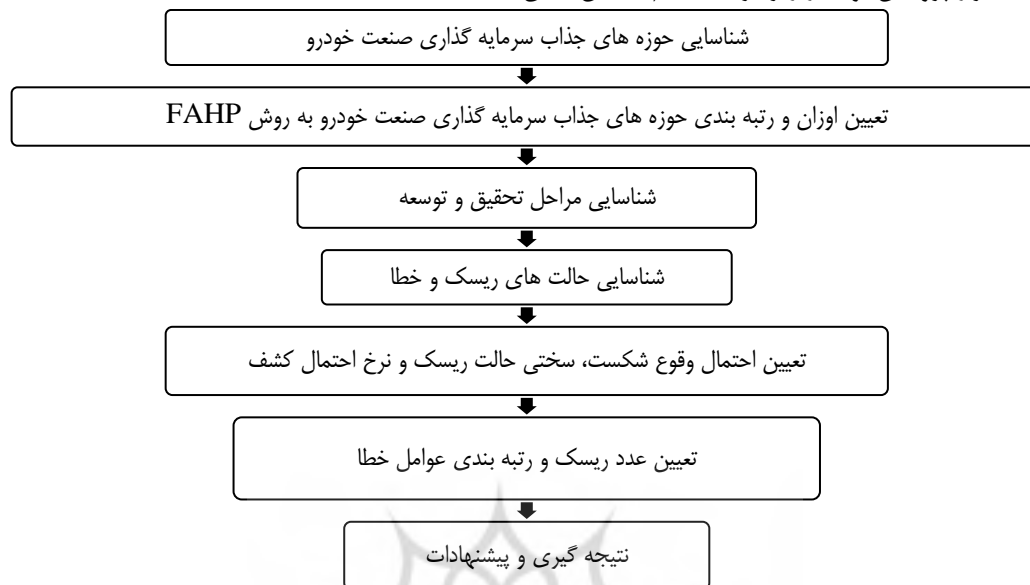 شناسایی حوزه های جذاب سرمایه گذاری صنعت خودرو
تعیین اوزان و رتبه بندی حوزه های جذاب سرمایه گذاری صنعت خودرو به روش FAHP
شناسایی مراحل تحقیق و توسعه
شناسایی حالت های ریسک و خطا
تعیین احتمال وقوع شکست، سختی حالت ریسک و نرخ احتمال کشف
تعیین عدد ریسک و رتبه بندی عوامل خطا
نتیجه گیری و پیشنهادات